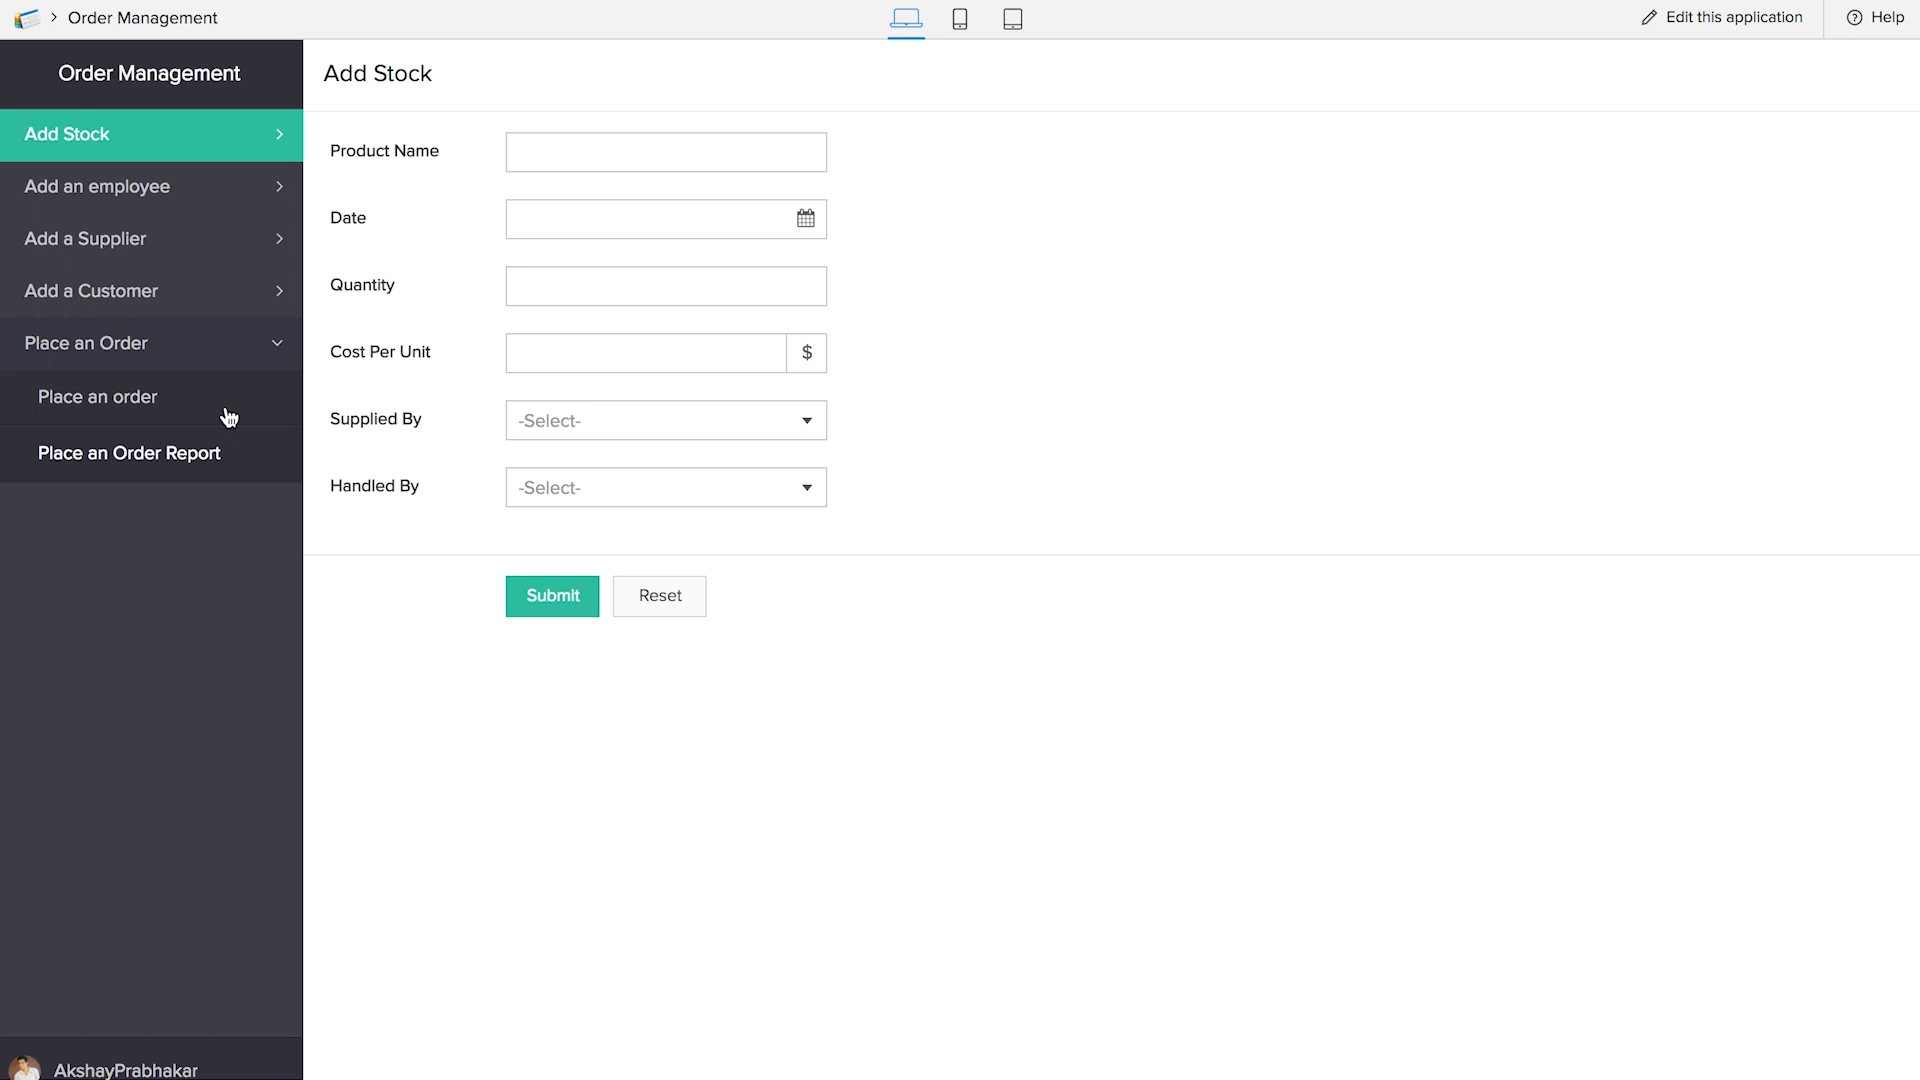 Order Management
Edit this application
Help
Order Management
Add Stock
Add an employee
Add a Supplier
Add a Customer
Place an Order
Place an order
Place an Order Report
AkshayPrabhakar
Add Stock
Product Name
Date
Quantity
Cost Per Unit
$
Supplied By
-Select-
Handled By
-Select-
Submit
Reset